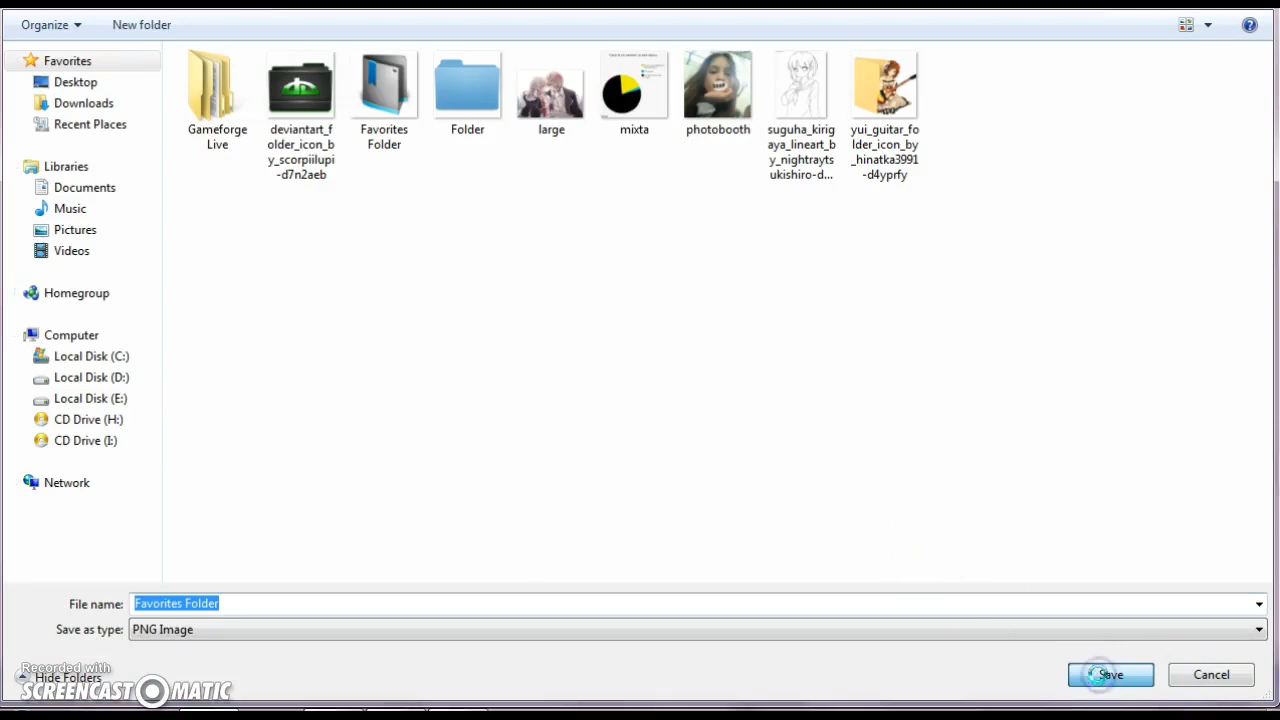 Organize
New folder
Favorites
Desktop
Downloads
Recent Places
Libraries
Documents
Music
Pictures
Videos
Homegroup
Computer
Local Disk (C:)
Local Disk (D:)
Local Disk (E:)
CD Drive (H:)
CD Drive (I:)
Network
Gameforge
Live
deviantart_f
older_icon_b
y_scorpiilupi
-d7n2aeb
Favorites
Folder
Folder
large
mixta
photobooth
suguha_kirig
aya_lineart_b
y_nightrayts
ukishiro-d...
yui_guitar_fo
lder_icon_by
_hinatka3991
-d4yprfy
File name: Favorites Folder
Save as type: PNG Image
Hide Folders
Save
Cancel
Recorded with
SCREENCAST-O-MATIC